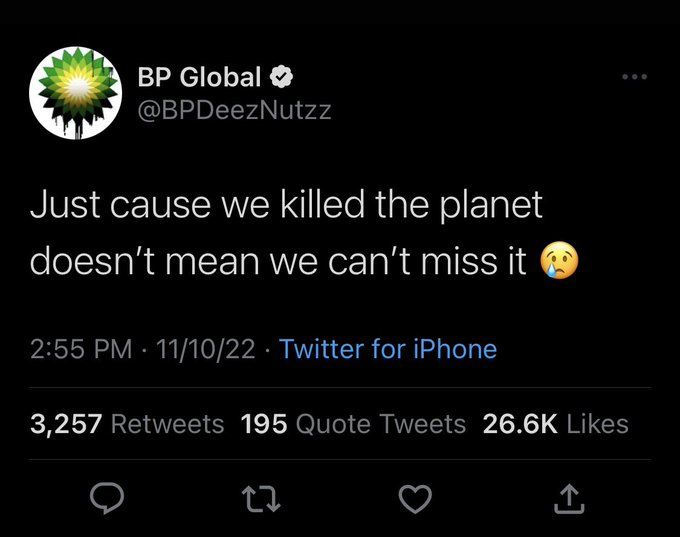 BP Global
@BPDeezNutzz
Just cause we killed the planet
doesn’t mean we can’t miss it 😢
2:55 PM · 11/10/22 · Twitter for iPhone
3,257 Retweets 195 Quote Tweets 26.6K Likes